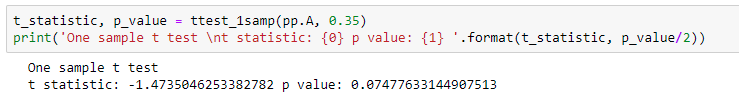 t_statistic, p_value = ttest_1samp(pp.A, 0.35)
print('One sample t test \nt statistic: {0} p value: {1} '.format(t_statistic, p_value/2))
One sample t test
t statistic: -1.4735046253382782 p value: 0.07477633144907513